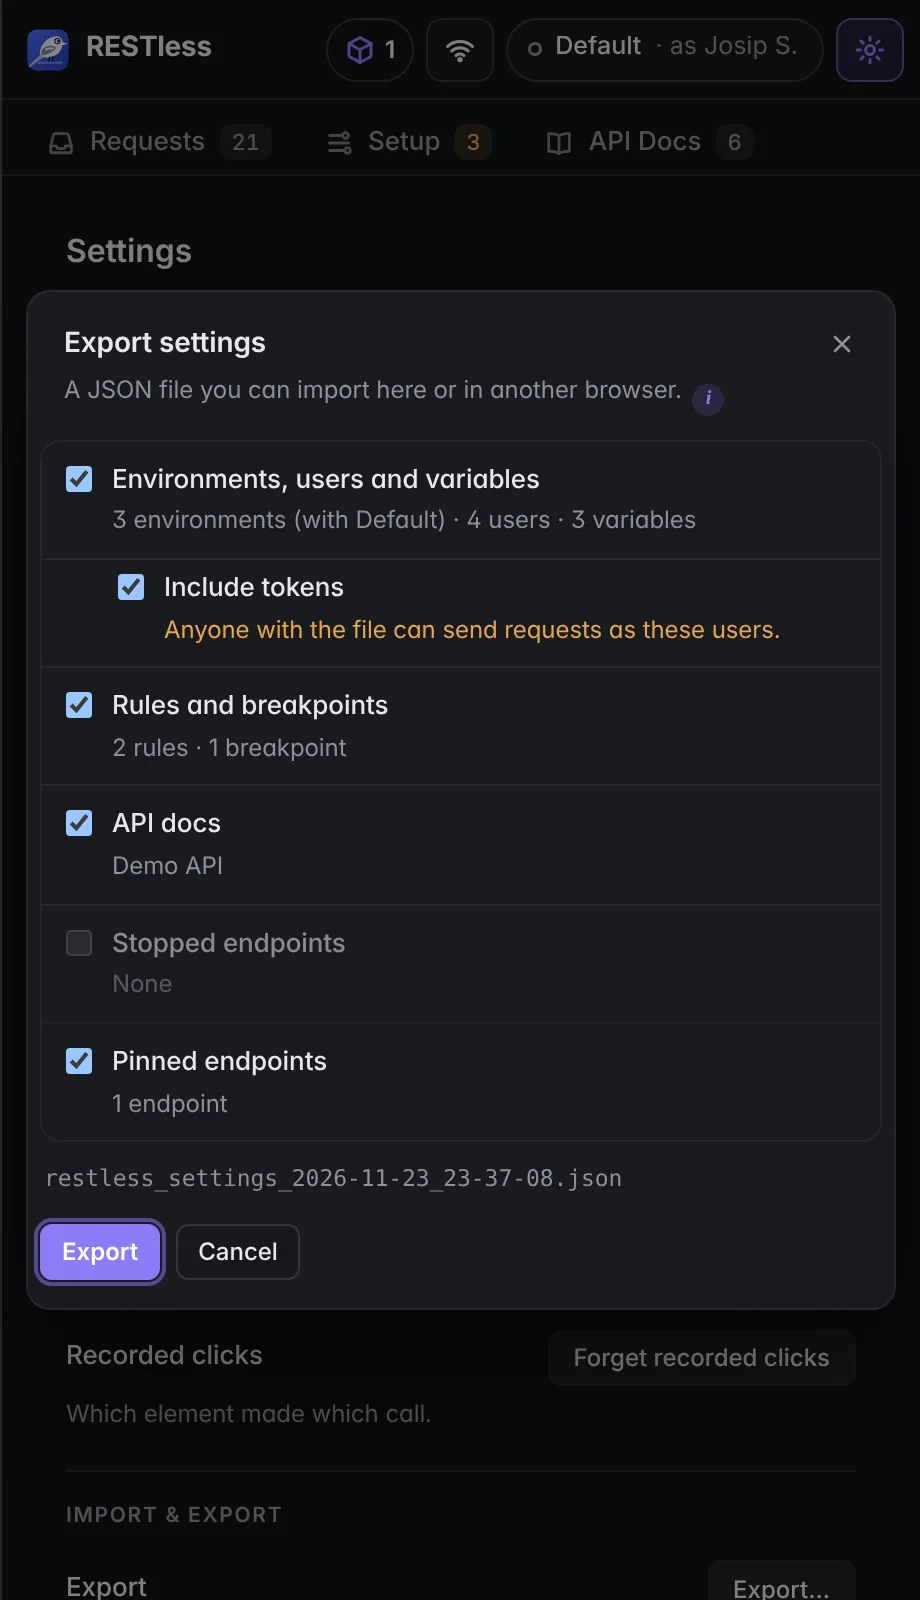 RESTless
1
Default · as Josip S.
Requests 21
Setup 3
API Docs 6
Settings
Export settings
A JSON file you can import here or in another browser. i
Environments, users and variables
3 environments (with Default) · 4 users · 3 variables
Include tokens
Anyone with the file can send requests as these users.
Rules and breakpoints
2 rules · 1 breakpoint
API docs
Demo API
Stopped endpoints
None
Pinned endpoints
1 endpoint
restless_settings_2026-11-23_23-37-08.json
Export
Cancel
Recorded clicks
Forget recorded clicks
Which element made which call.
IMPORT & EXPORT
Export
Export...